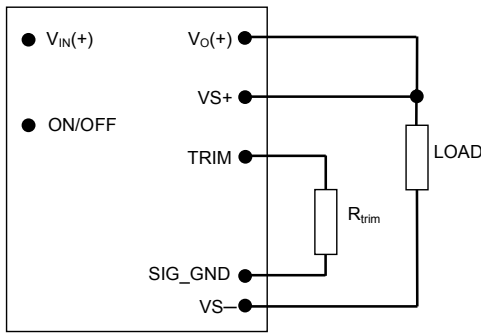 V_IN(+)
V_O(+)
VS+
ON/OFF
TRIM
LOAD
R_trim
SIG_GND
VS─